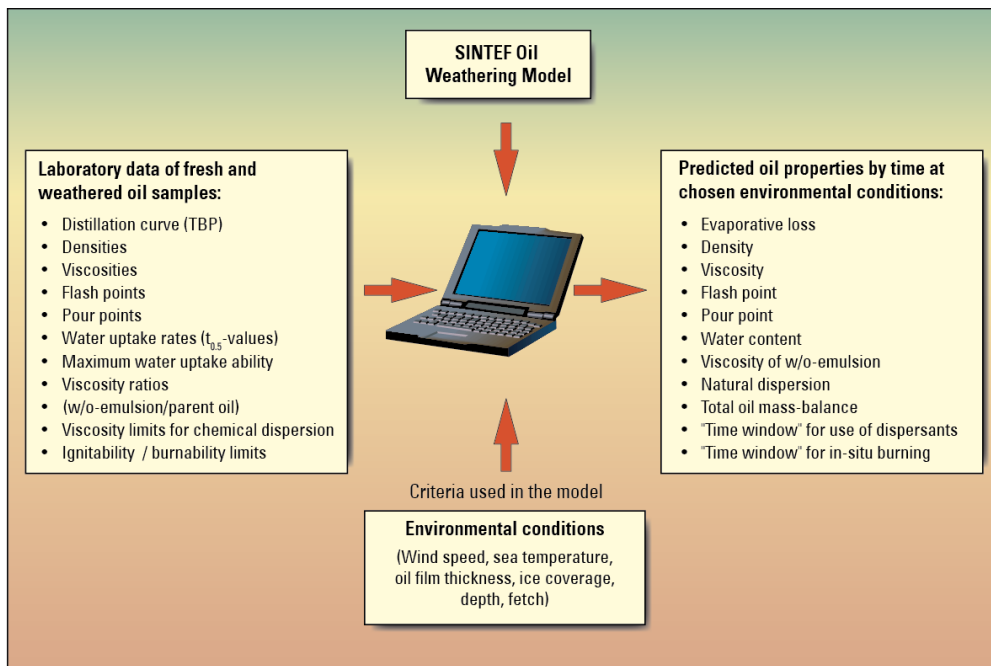 SINTEF Oil
Weathering Model
Laboratory data of fresh and
weathered oil samples:
• Distillation curve (TBP)
• Densities
• Viscosities
• Flash points
• Pour points
• Water uptake rates (t0.5-values)
• Maximum water uptake ability
• Viscosity ratios
• (w/o-emulsion/parent oil)
• Viscosity limits for chemical dispersion
• Ignitability / burnability limits
Predicted oil properties by time at
chosen environmental conditions:
• Evaporative loss
• Density
• Viscosity
• Flash point
• Pour point
• Water content
• Viscosity of w/o-emulsion
• Natural dispersion
• Total oil mass-balance
• "Time window" for use of dispersants
• "Time window" for in-situ burning
Criteria used in the model
Environmental conditions
(Wind speed, sea temperature,
oil film thickness, ice coverage,
depth, fetch)